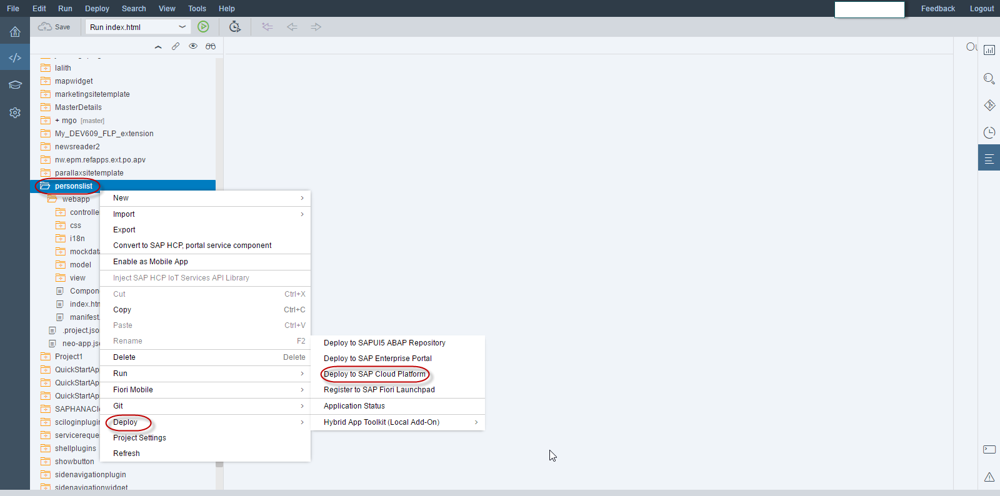 File Edit Run Deploy Search View Tools Help Feedback Logout
Save Run index.html
lalith
mapwidget
marketingsitetemplate
MasterDetails
+ mgo [master]
My_DEV609_FLP_extension
newsreader2
nw.epm.refapps.ext.po.apv
parallaxsitetemplate
personslist
webapp
controlle
css
i18n
mockdata
model
view
Compon
index.htm
manifest.
.project.jso
neo-app.js
Project1
QuickStartAp
QuickStartAp
QuickStartAp
SAPHANACl
sciloginplugin
servicereque
shellplugins
showbutton
sidenavigationplugin
sidenavigationwidget
New
Import
Export
Convert to SAP HCP, portal service component
Enable as Mobile App
Inject SAP HCP IoT Services API Library
Cut Ctrl+X
Copy Ctrl+C
Paste Ctrl+V
Rename F2
Delete Delete
Run
Fiori Mobile
Git
Deploy
Project Settings
Refresh
Deploy to SAPUI5 ABAP Repository
Deploy to SAP Enterprise Portal
Deploy to SAP Cloud Platform
Register to SAP Fiori Launchpad
Application Status
Hybrid App Toolkit (Local Add-On)